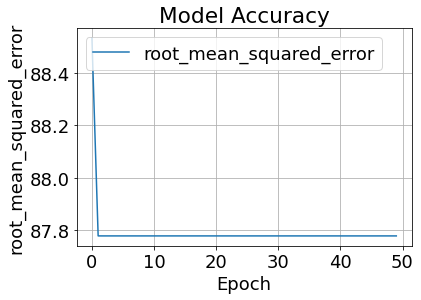 Model Accuracy
root_mean_squared_error
root_mean_squared_error
88.4
88.2
88.0
87.8
0 10 20 30 40 50
Epoch